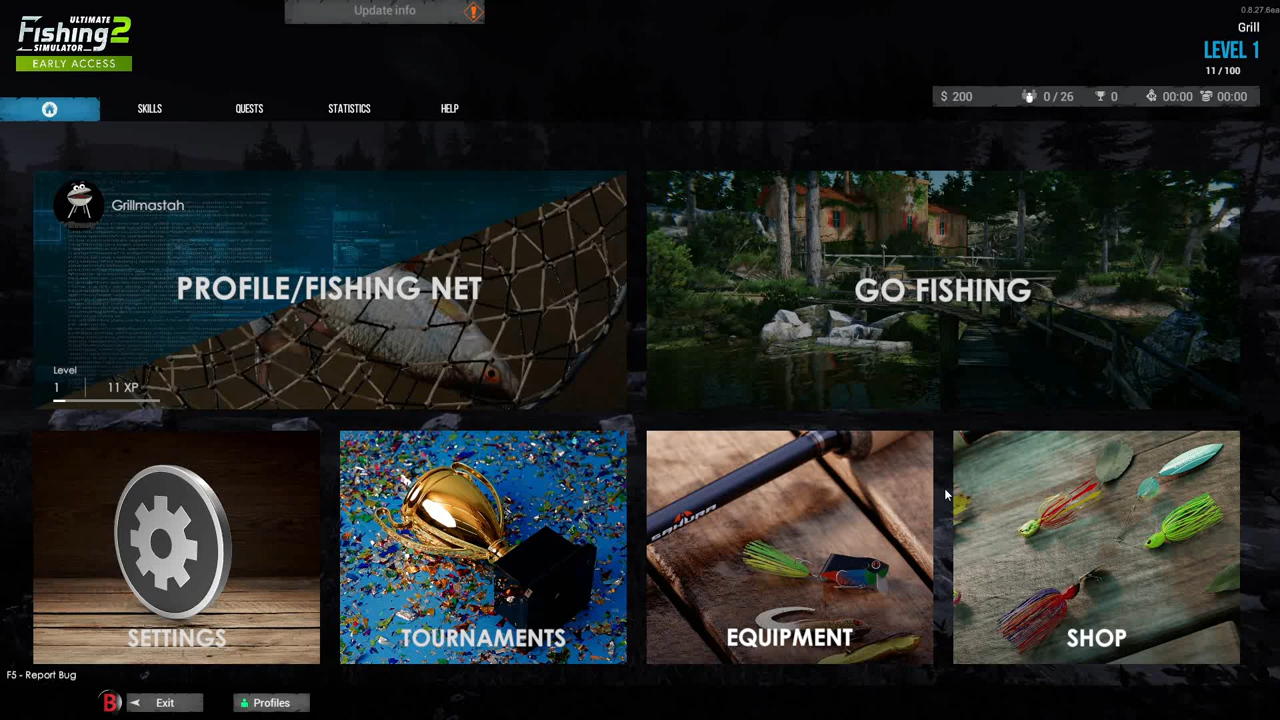 ULTIMATE
Fishing 2
SIMULATOR
EARLY ACCESS
Update info
0.8.27.6ea
Grill
LEVEL 1
11 / 100
$ 200
0 / 26
0
00:00
00:00
SKILLS
QUESTS
STATISTICS
HELP
Grillmastah
PROFILE/FISHING NET
Level
1
11 XP
GO FISHING
SETTINGS
TOURNAMENTS
SAKURA
EQUIPMENT
SHOP
F5 - Report Bug
B
Exit
Profiles